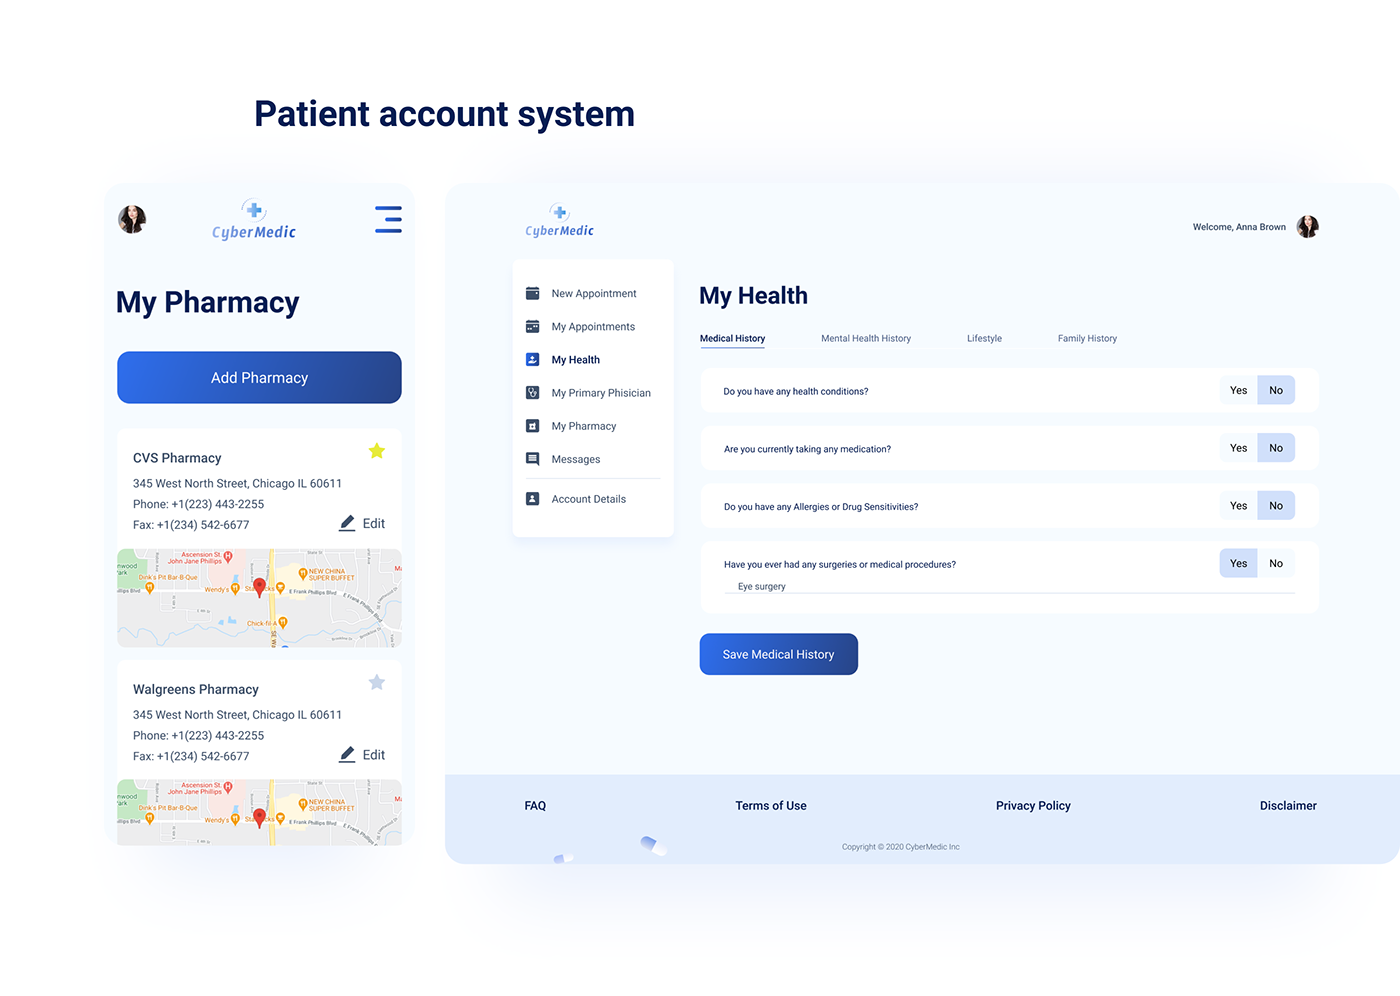 Patient account system
CyberMedic
My Pharmacy
Add Pharmacy
CVS Pharmacy
345 West North Street, Chicago IL 60611
Phone: +1(223) 443-2255
Fax: +1(234) 542-6677
Edit
State St
Ascension St.
John Jane Phillips
H
Park
Dink's Pit Bar-B-Que
NEW CHINA
SUPER BUFFET
Wendy's
E Frank Phillips Blvd
E Frank Phillips Blvd
Chick-fil-A
Walgreens Pharmacy
345 West North Street, Chicago IL 60611
Phone: +1(223) 443-2255
Fax: +1(234) 542-6677
Edit
Ascension St.
John Jane Phillips
H
Park
Dink's Pit Bar-B-Que
NEW CHINA
SUPER BUFFET
Wendy's
E Frank Phillips Blvd
CyberMedic
Welcome, Anna Brown
New Appointment
My Appointments
My Health
My Primary Phisician
My Pharmacy
Messages
Account Details
My Health
Medical History Mental Health History Lifestyle Family History
Do you have any health conditions? Yes No
Are you currently taking any medication? Yes No
Do you have any Allergies or Drug Sensitivities? Yes No
Have you ever had any surgeries or medical procedures? Yes No
Eye surgery
Save Medical History
FAQ Terms of Use Privacy Policy Disclaimer
Copyright © 2020 CyberMedic Inc